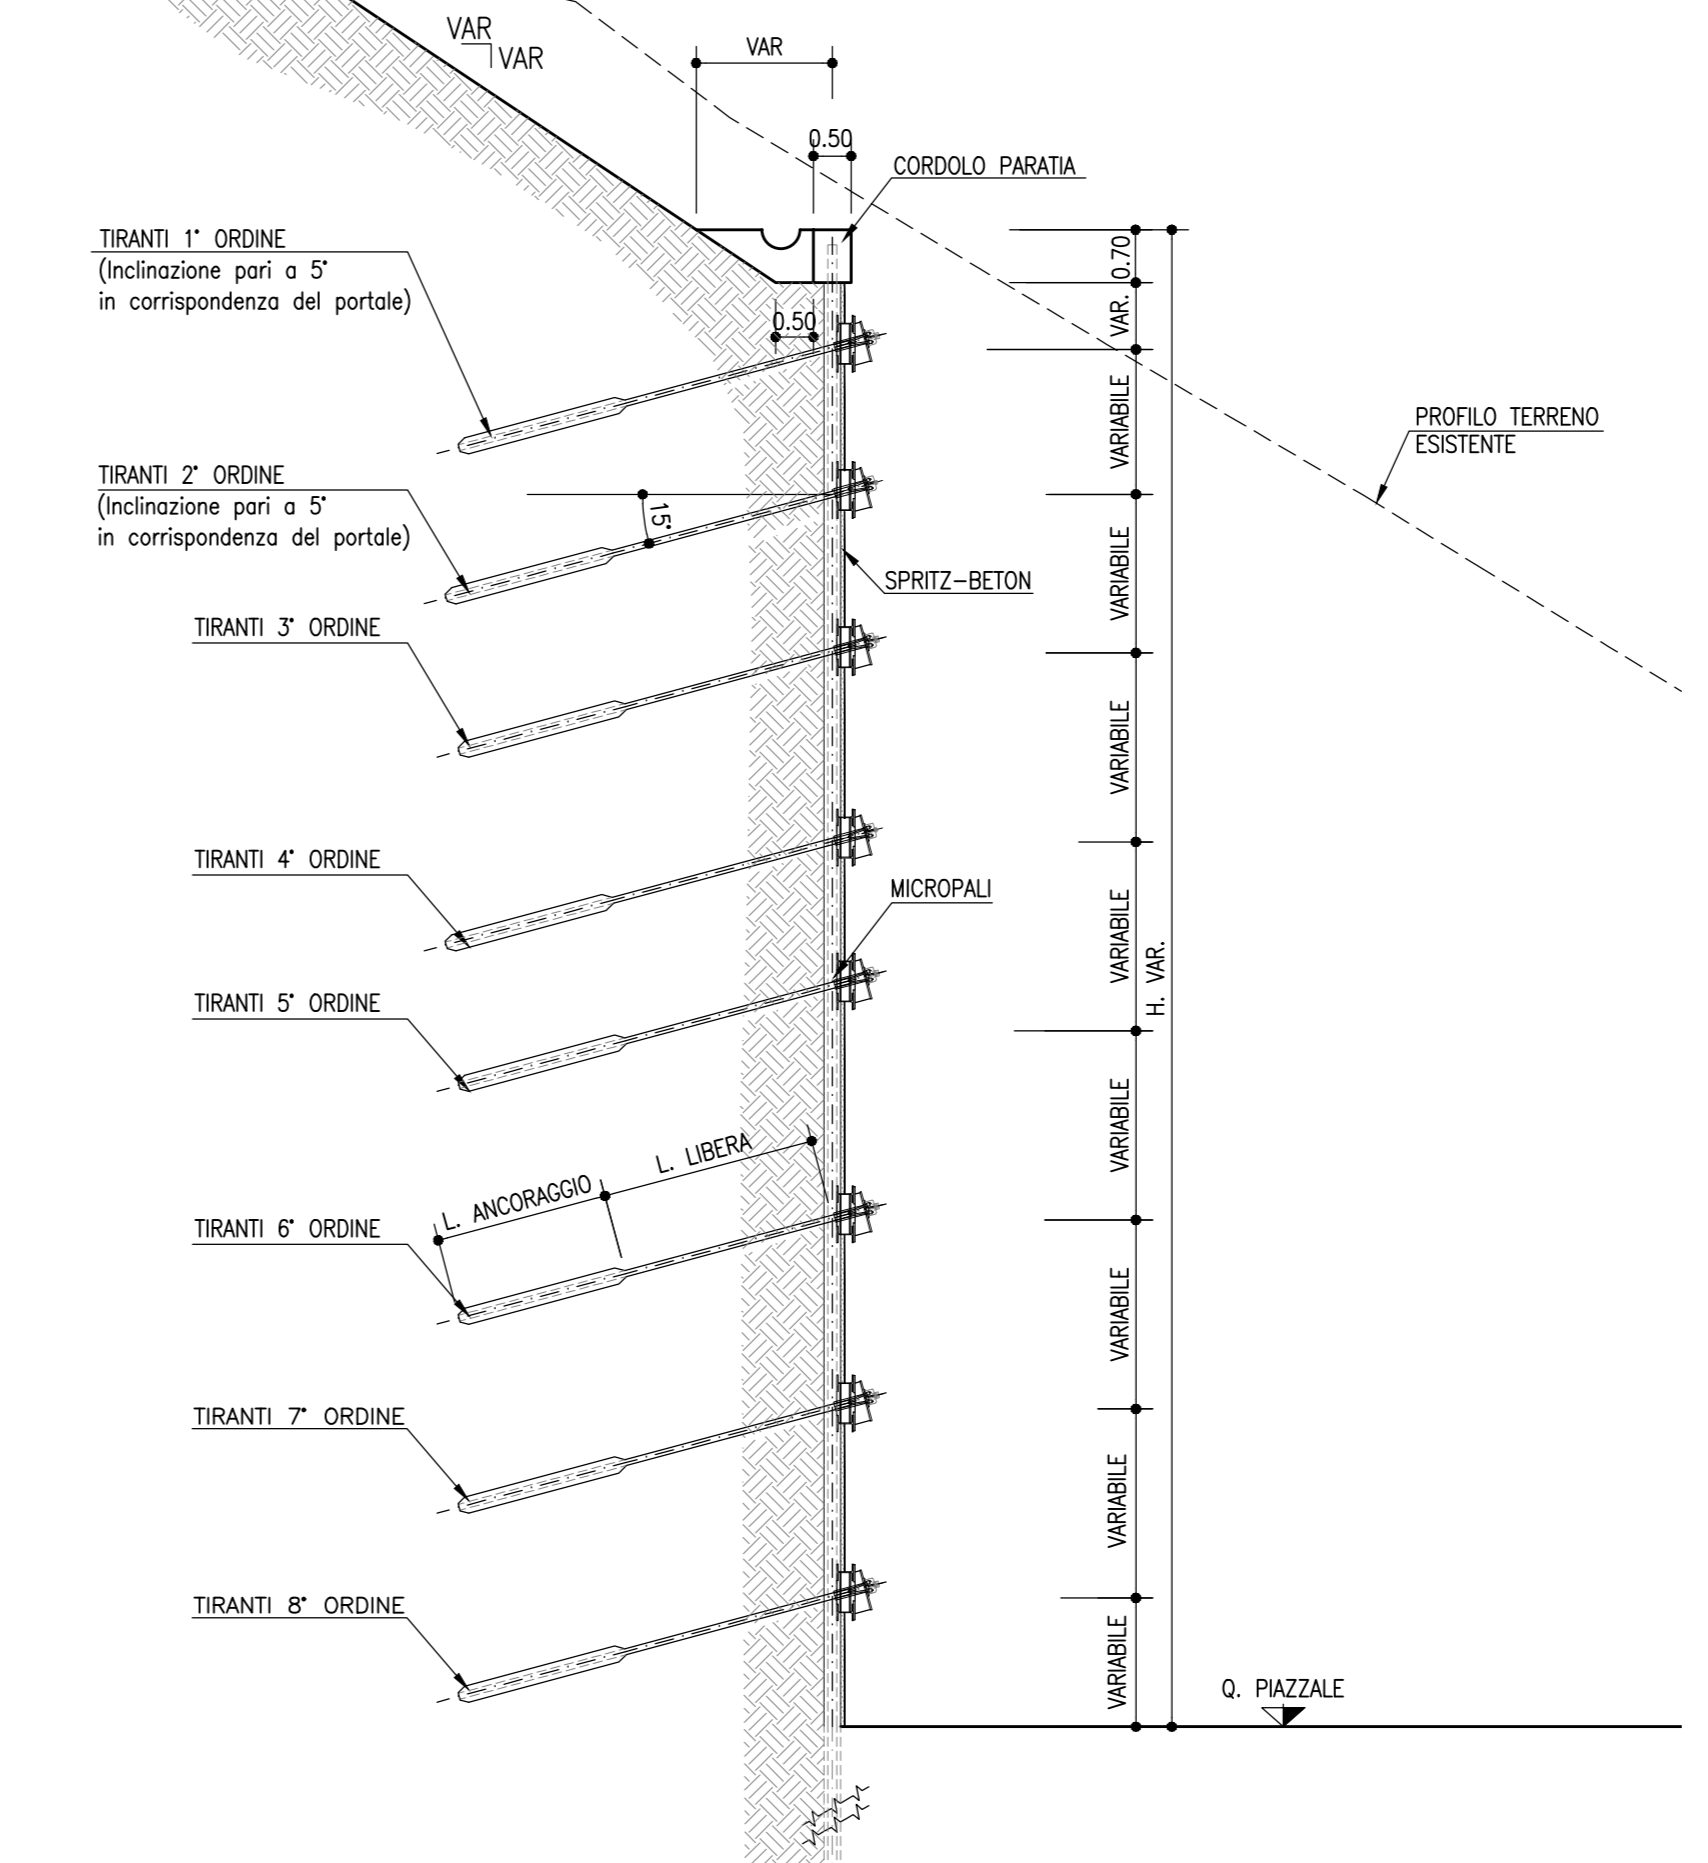 VAR
VAR
VAR
0.50
CORDOLO PARATIA
TIRANTI 1° ORDINE
(Inclinazione pari a 5°
in corrispondenza del portale)
0.70
VAR.
0.50
VARIABILE
PROFILO TERRENO
ESISTENTE
TIRANTI 2° ORDINE
(Inclinazione pari a 5°
in corrispondenza del portale)
15°
SPRITZ-BETON
VARIABILE
TIRANTI 3° ORDINE
VARIABILE
TIRANTI 4° ORDINE
MICROPALI
VARIABILE
H. VAR.
TIRANTI 5° ORDINE
VARIABILE
L. LIBERA
L. ANCORAGGIO
TIRANTI 6° ORDINE
VARIABILE
TIRANTI 7° ORDINE
VARIABILE
TIRANTI 8° ORDINE
VARIABILE
Q. PIAZZALE